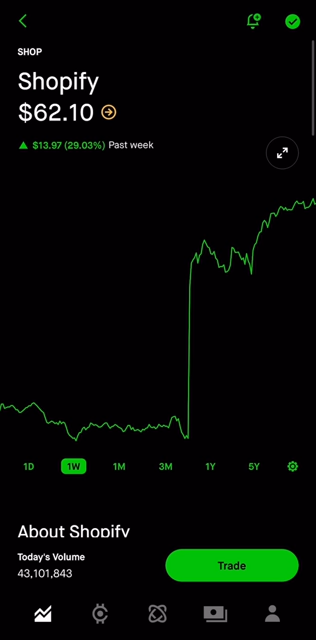 SHOP
Shopify
$62.10
▲ $13.97 (29.03%) Past week
1D 1W 1M 3M 1Y 5Y
About Shopify
Today's Volume
43,101,843
Trade